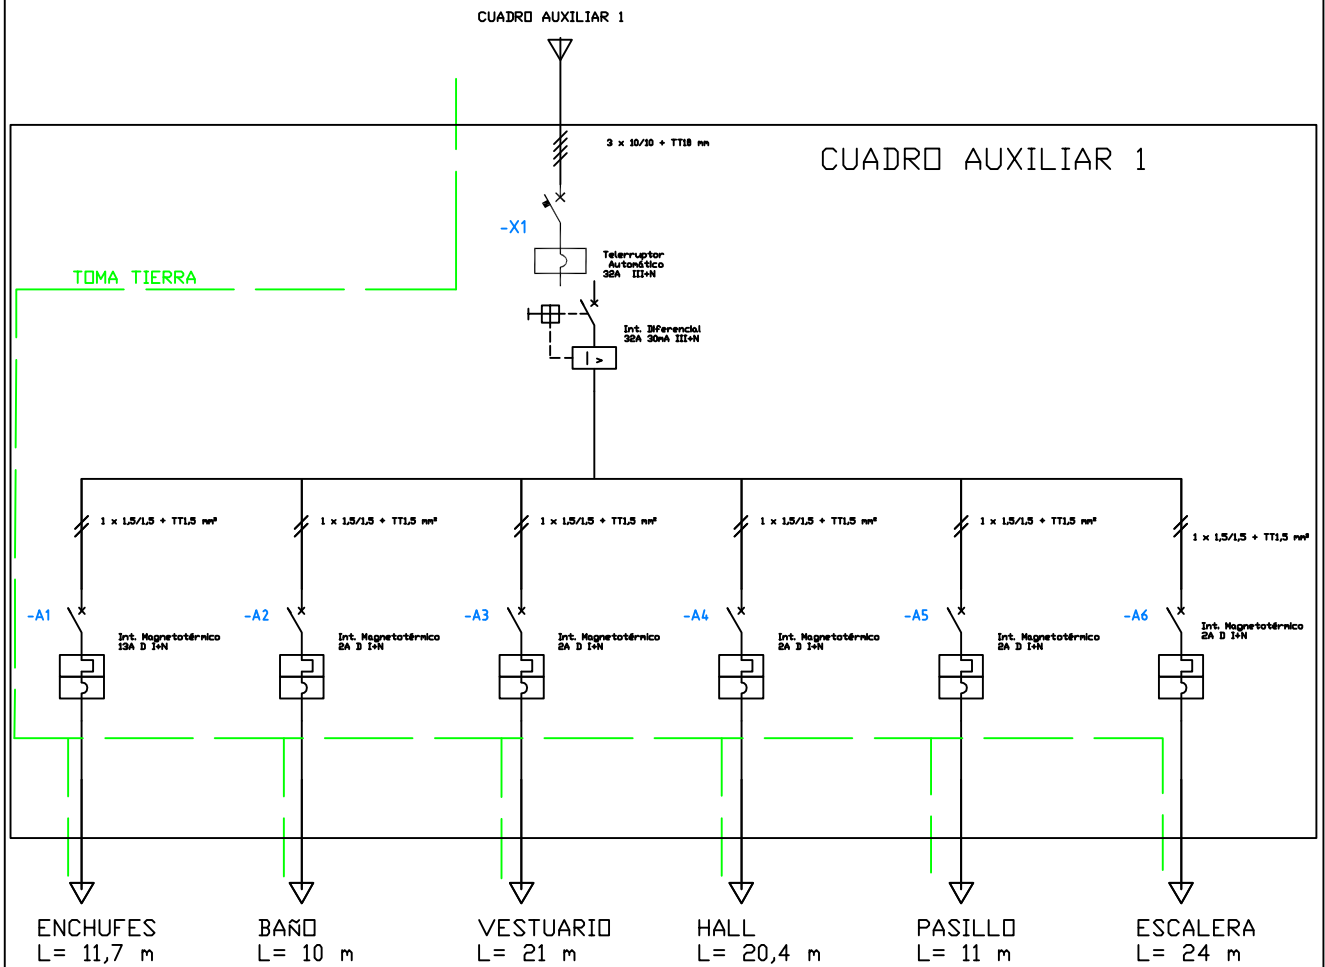 CUADRO AUXILIAR 1
3 x 10/10 + TT18 mm
CUADRO AUXILIAR 1
-X1
Telerruptor
Automático
32A III+N
TOMA TIERRA
Int. Diferencial
32A 30mA III+N
I >
1 x 1,5/1,5 + TT1,5 mm²
1 x 1,5/1,5 + TT1,5 mm²
1 x 1,5/1,5 + TT1,5 mm²
1 x 1,5/1,5 + TT1,5 mm²
1 x 1,5/1,5 + TT1,5 mm²
1 x 1,5/1,5 + TT1,5 mm²
-A1
Int. Magnetotérmico
13A D I+N
-A2
Int. Magnetotérmico
2A D I+N
-A3
Int. Magnetotérmico
2A D I+N
-A4
Int. Magnetotérmico
2A D I+N
-A5
Int. Magnetotérmico
2A D I+N
-A6
Int. Magnetotérmico
2A D I+N
ENCHUFES
L= 11,7 m
BAÑO
L= 10 m
VESTUARIO
L= 21 m
HALL
L= 20,4 m
PASILLO
L= 11 m
ESCALERA
L= 24 m